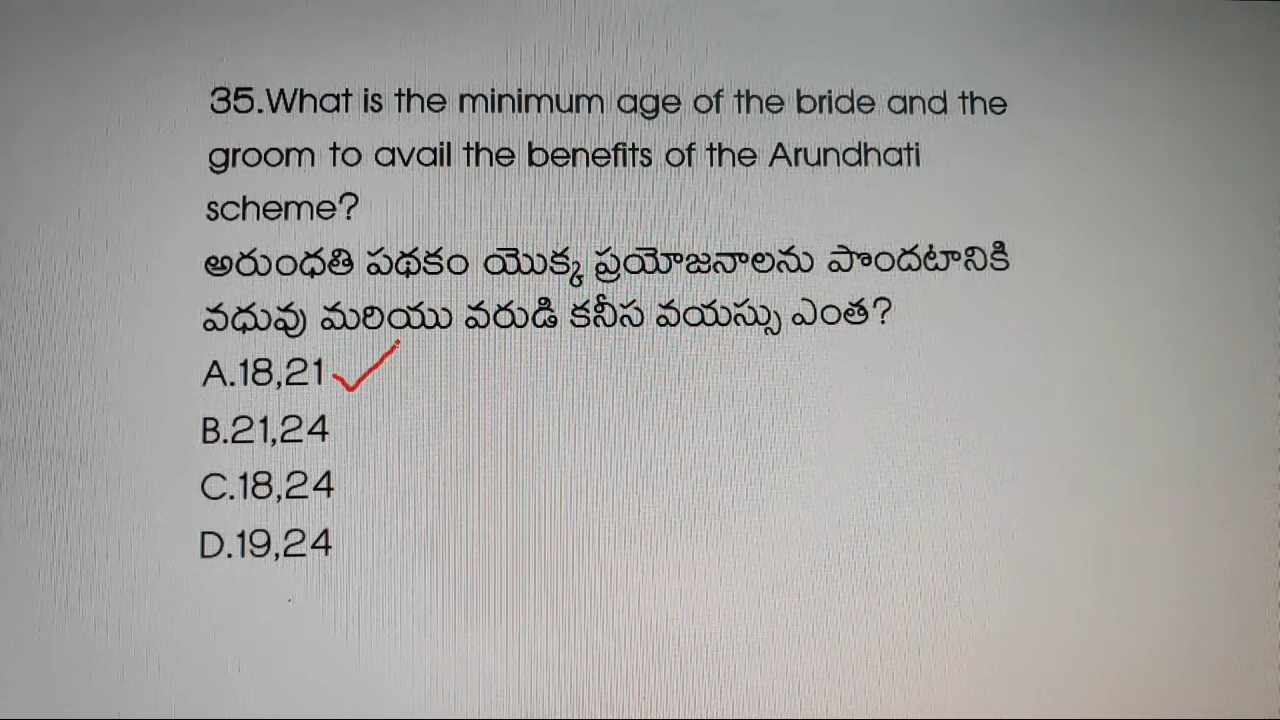 35.What is the minimum age of the bride and the
groom to avail the benefits of the Arundhati
scheme?
అరుంధతి పథకం యొక్క ప్రయోజనాలను పొందటానికి
వధువు మరియు వరుడి కనీస వయస్సు ఎంత?
A.18,21
B.21,24
C.18,24
D.19,24